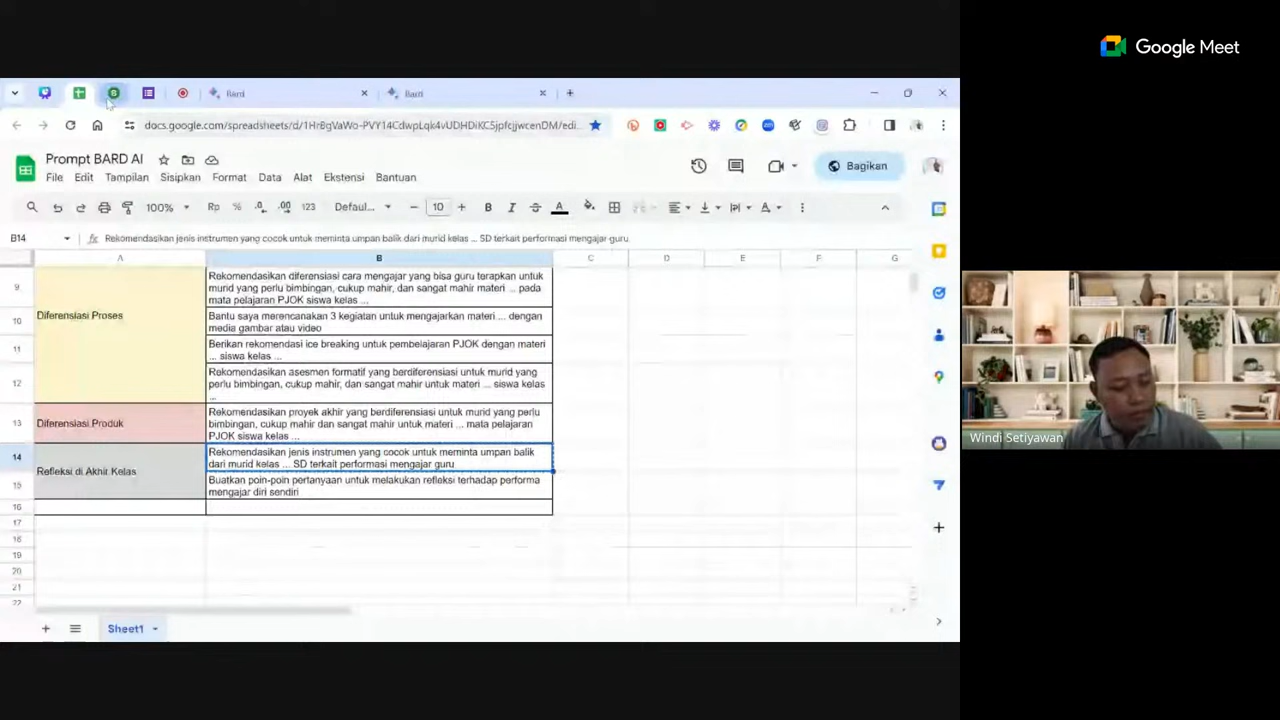 Google Meet
Bard
Bard
docs.google.com/spreadsheets/d/1HrBgVaWo-PVY14CdwpLqk4vUDHDiKC5jpfcjjwcenDM/edi...
Prompt BARD AI
File Edit Tampilan Sisipkan Format Data Alat Ekstensi Bantuan
Bagikan
100% Rp % .0 .00 123 Defaul... 10 B I A
B14 fx Rekomendasikan jenis instrumen yang cocok untuk meminta umpan balik dari murid kelas ... SD terkait performasi mengajar guru
A B C D E F G
9 Rekomendasikan diferensiasi cara mengajar yang bisa guru terapkan untuk
murid yang perlu bimbingan, cukup mahir, dan sangat mahir materi ... pada
mata pelajaran PJOK siswa kelas ...
Diferensiasi Proses
10 Bantu saya merencanakan 3 kegiatan untuk mengajarkan materi ... dengan
media gambar atau video
11 Berikan rekomendasi ice breaking untuk pembelajaran PJOK dengan materi
... siswa kelas ...
12 Rekomendasikan asesmen formatif yang berdiferensiasi untuk murid yang
perlu bimbingan, cukup mahir, dan sangat mahir untuk materi ... siswa kelas
...
13 Diferensiasi Produk
Rekomendasikan proyek akhir yang berdiferensiasi untuk murid yang perlu
bimbingan, cukup mahir dan sangat mahir untuk materi ... mata pelajaran
PJOK siswa kelas ...
14 Rekomendasikan jenis instrumen yang cocok untuk meminta umpan balik
dari murid kelas ... SD terkait performasi mengajar guru
Refleksi di Akhir Kelas
15 Buatkan poin-poin pertanyaan untuk melakukan refleksi terhadap performa
mengajar diri sendiri
16
17
18
19
20
21
22
Sheet1
Windi Setiyawan